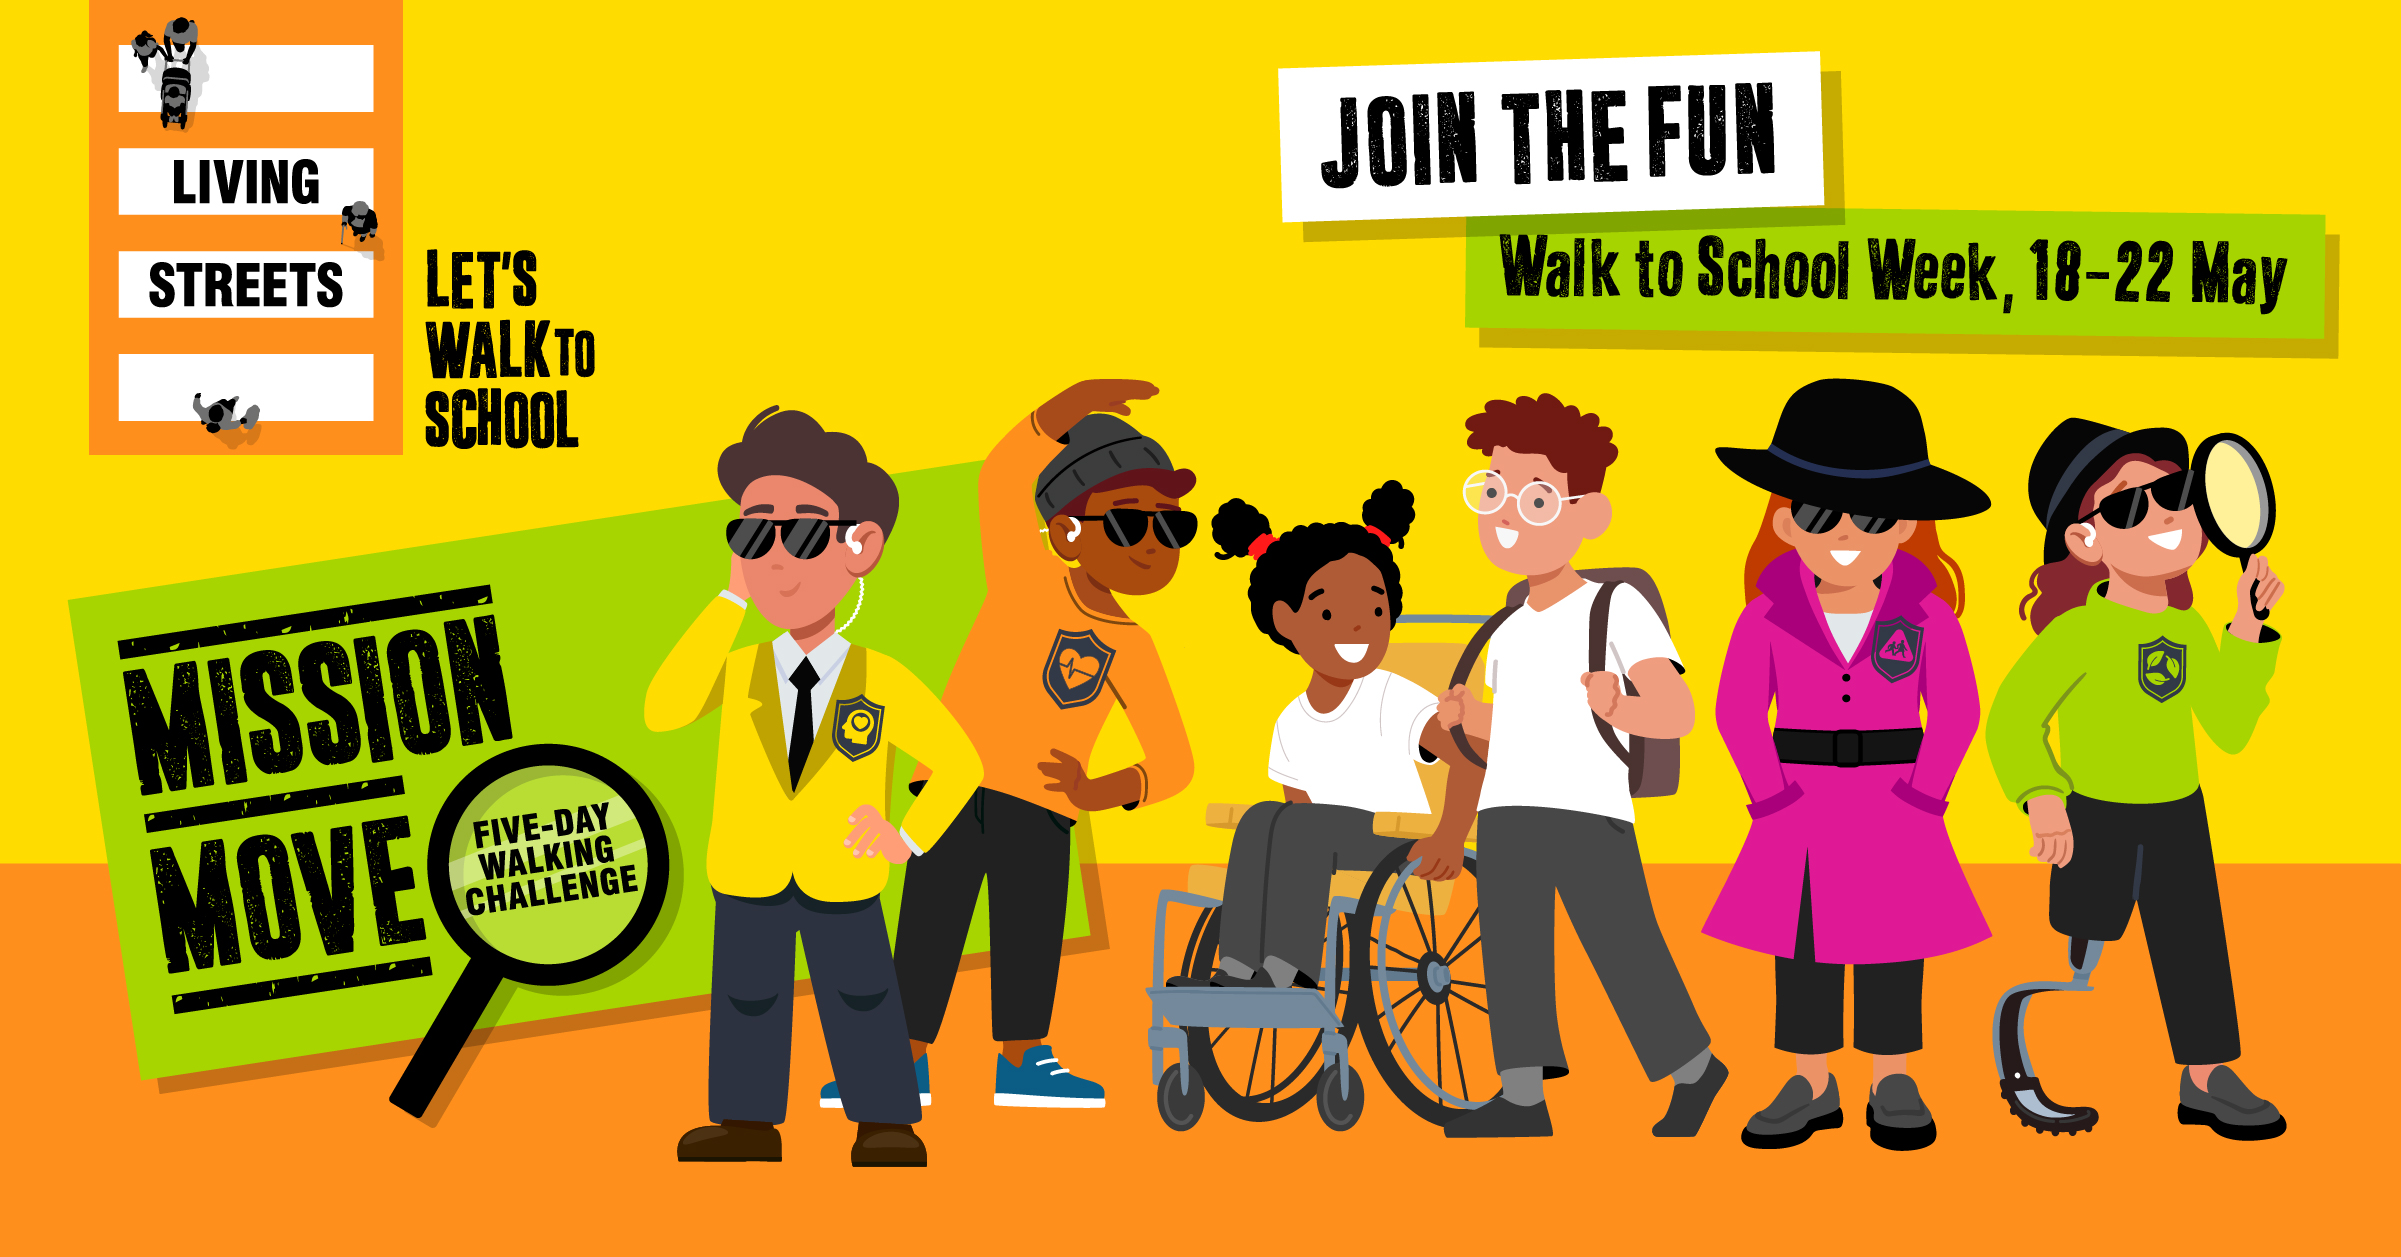 LIVING
STREETS
LET'S
WALK TO
SCHOOL
JOIN THE FUN
Walk to School Week, 18-22 May
MISSION
MOVE
FIVE-DAY
WALKING
CHALLENGE